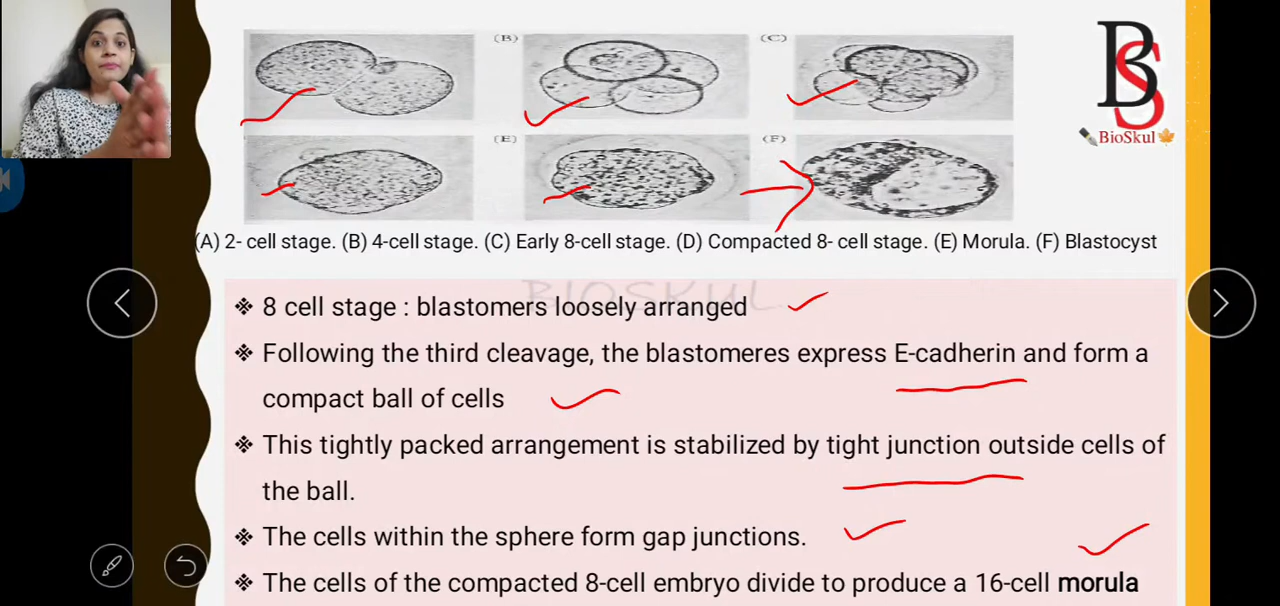 (B)
(C)
BS
BioSkul
(E)
(F)
(A) 2- cell stage. (B) 4-cell stage. (C) Early 8-cell stage. (D) Compacted 8- cell stage. (E) Morula. (F) Blastocyst
BIOSKUL
❖ 8 cell stage : blastomers loosely arranged
❖ Following the third cleavage, the blastomeres express E-cadherin and form a
compact ball of cells
❖ This tightly packed arrangement is stabilized by tight junction outside cells of
the ball.
❖ The cells within the sphere form gap junctions.
❖ The cells of the compacted 8-cell embryo divide to produce a 16-cell morula